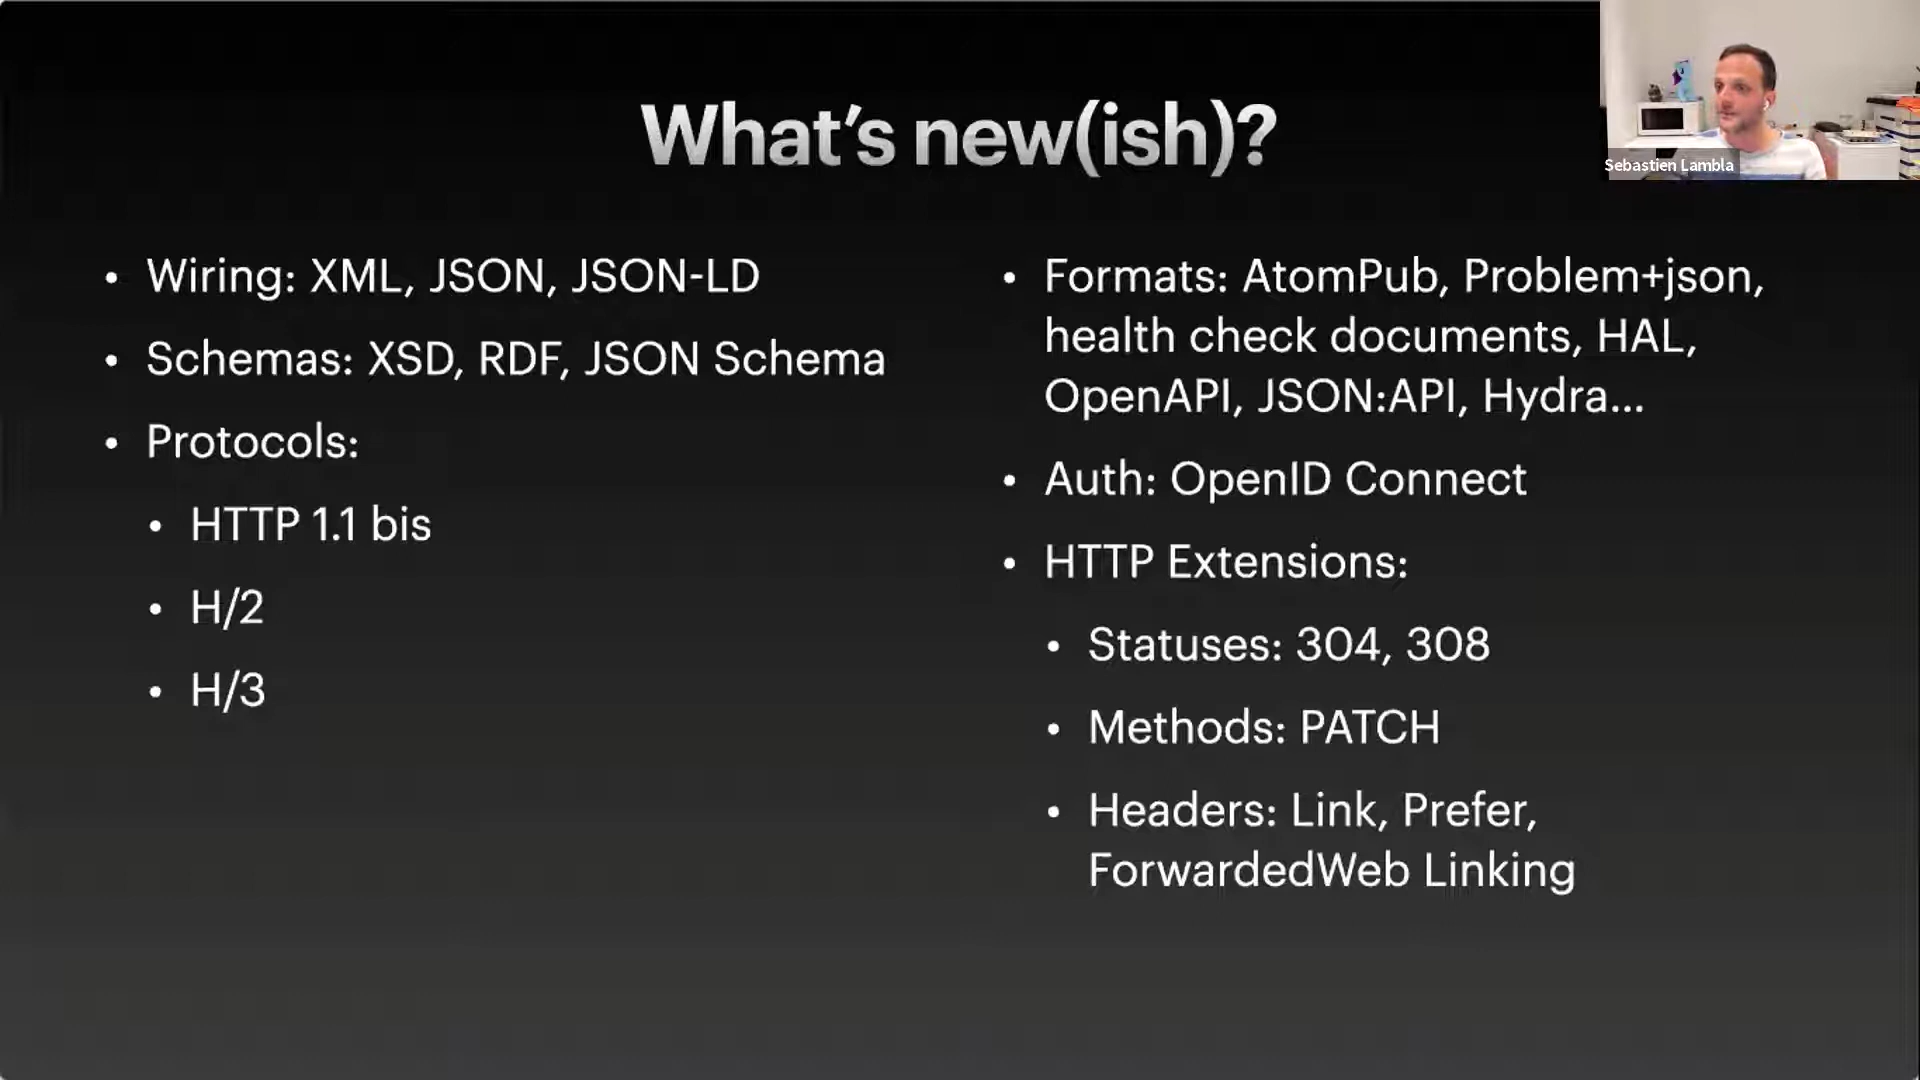 What's new(ish)?
Sebastien Lambla
• Wiring: XML, JSON, JSON-LD
• Schemas: XSD, RDF, JSON Schema
• Protocols:
• HTTP 1.1 bis
• H/2
• H/3
• Formats: AtomPub, Problem+json,
health check documents, HAL,
OpenAPI, JSON:API, Hydra...
• Auth: OpenID Connect
• HTTP Extensions:
• Statuses: 304, 308
• Methods: PATCH
• Headers: Link, Prefer,
ForwardedWeb Linking